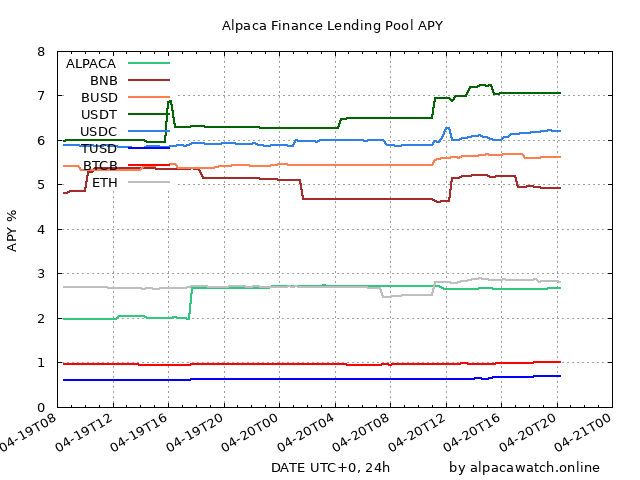 Alpaca Finance Lending Pool APY
8
7
6
5
4
3
2
1
0
APY %
ALPACA
BNB
BUSD
USDT
USDC
TUSD
BTCB
ETH
04-19T08
04-19T12
04-19T16
04-19T20
04-20T00
04-20T04
04-20T08
04-20T12
04-20T16
04-20T20
04-21T00
DATE UTC+0, 24h
by alpacawatch.online